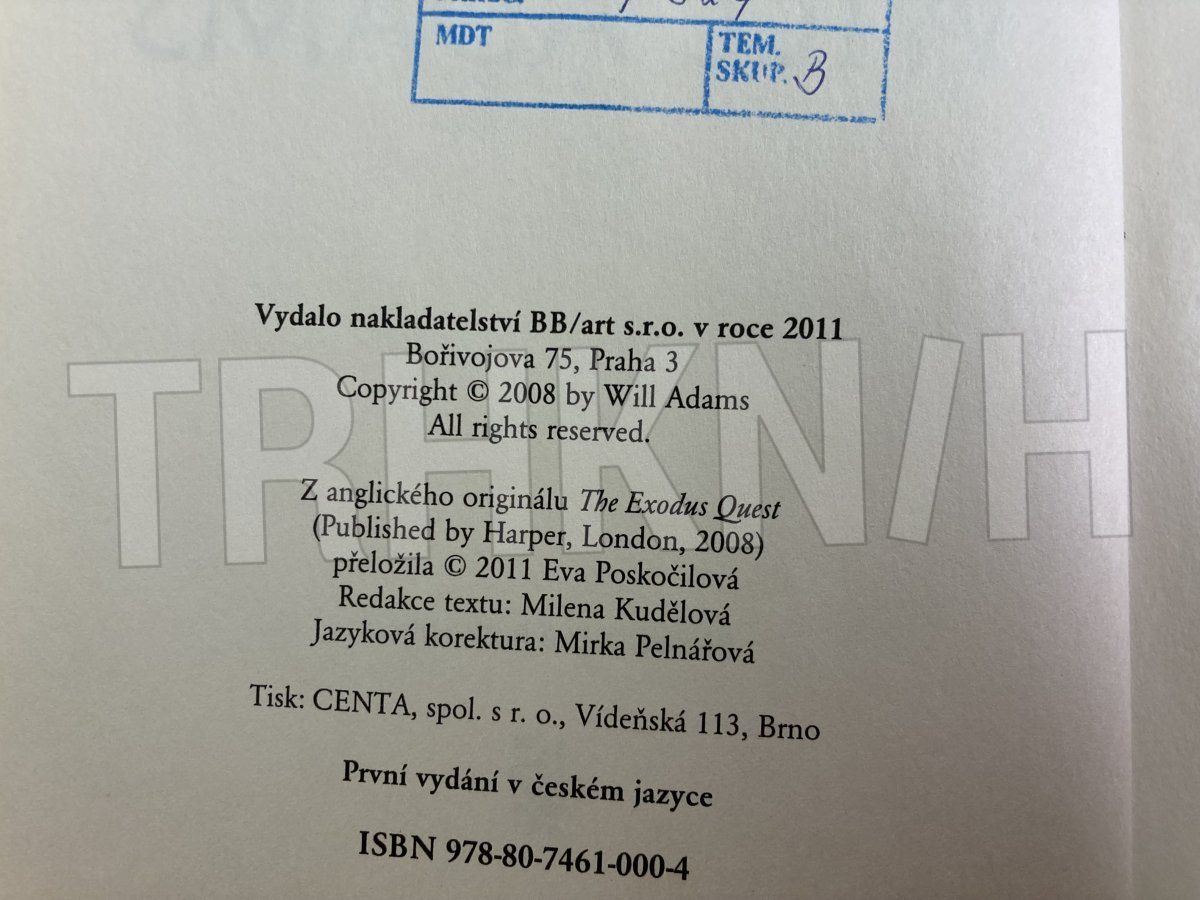 MDT
TEM.
SKUP. B
Vydalo nakladatelství BB/art s.r.o. v roce 2011
Bořivojova 75, Praha 3
Copyright © 2008 by Will Adams
All rights reserved.
TRHKNIH
Z anglického originálu The Exodus Quest
(Published by Harper, London, 2008)
přeložila © 2011 Eva Poskočilová
Redakce textu: Milena Kudělová
Jazyková korektura: Mirka Pelnářová
Tisk: CENTA, spol. s r. o., Vídeňská 113, Brno
První vydání v českém jazyce
ISBN 978-80-7461-000-4